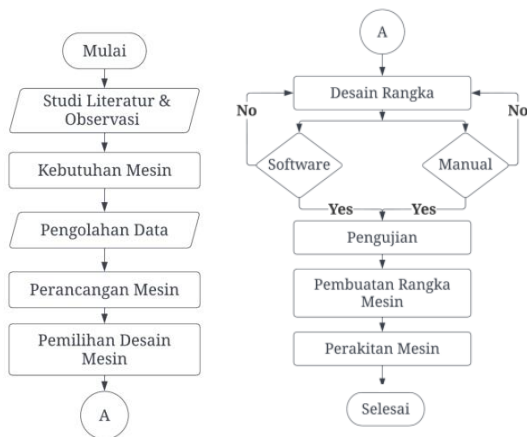 Mulai
Studi Literatur &
Observasi
Kebutuhan Mesin
Pengolahan Data
Perancangan Mesin
Pemilihan Desain
Mesin
A
A
Desain Rangka
No
No
Software
Manual
Yes
Yes
Pengujian
Pembuatan Rangka
Mesin
Perakitan Mesin
Selesai